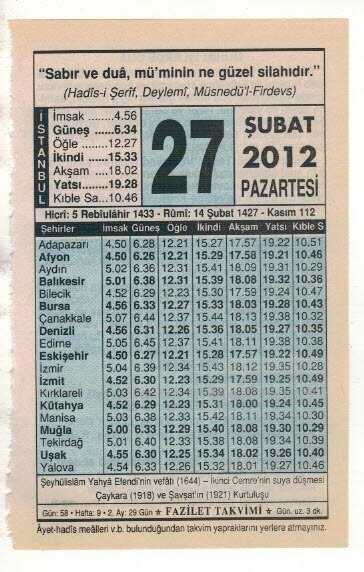 “Sabır ve duâ, mü’minin ne güzel silahıdır.”
(Hadîs-i Şerîf, Deylemî, Müsnedü’l-Firdevs)
İSTANBUL
İmsak ........4.56
Güneş ......6.34
Öğle ........12.27
İkindi .....15.33
Akşam ....18.02
Yatsı.......19.28
Kıble Sa...10.46
27
ŞUBAT
2012
PAZARTESİ
Hicrî: 5 Rebîulâhir 1433 - Rûmî: 14 Şubat 1427 - Kasım 112
Şehirler İmsak Güneş Öğle İkindi Akşam Yatsı Kıble S
Adapazarı 4.50 6.28 12.21 15.27 17.57 19.22 10.51
Afyon 4.50 6.26 12.21 15.29 17.58 19.21 10.46
Aydın 5.02 6.36 12.31 15.41 18.09 19.31 10.29
Balıkesir 5.01 6.38 12.31 15.39 18.08 19.32 10.36
Bilecik 4.52 6.29 12.23 15.30 17.59 19.24 10.47
Bursa 4.56 6.33 12.27 15.33 18.03 19.28 10.43
Çanakkale 5.07 6.44 12.37 15.44 18.13 19.38 10.32
Denizli 4.56 6.31 12.26 15.36 18.05 19.27 10.35
Edirne 5.05 6.45 12.37 15.41 18.11 19.38 10.38
Eskişehir 4.50 6.27 12.21 15.28 17.57 19.22 10.49
İzmir 5.04 6.39 12.34 15.43 18.12 19.35 10.28
İzmit 4.52 6.30 12.23 15.29 17.59 19.24 10.49
Kırklareli 5.03 6.42 12.34 15.39 18.08 19.35 10.41
Kütahya 4.52 6.29 12.23 15.31 18.00 19.24 10.45
Manisa 5.03 6.38 12.33 15.42 18.11 19.34 10.30
Muğla 5.00 6.33 12.29 15.40 18.08 19.30 10.29
Tekirdağ 5.01 6.40 12.33 15.38 18.08 19.34 10.39
Uşak 4.55 6.30 12.25 15.34 18.02 19.26 10.40
Yalova 4.54 6.33 12.26 15.32 18.01 19.27 10.46
Şeyhülislâm Yahyâ Efendi’nin vefâtı (1644) – İkinci Cemre’nin suya düşmesi
Çaykara (1918) ve Şavşat’ın (1921) Kurtuluşu
Gün: 58 • Hafta: 9 • 2. Ay: 29 Gün ★ FAZİLET TAKVİMİ ★ Gün. uz. 3 dk.
Âyet-hadîs meâlleri v.b. bulunduğundan takvim yapraklarını yerlere atmayınız.